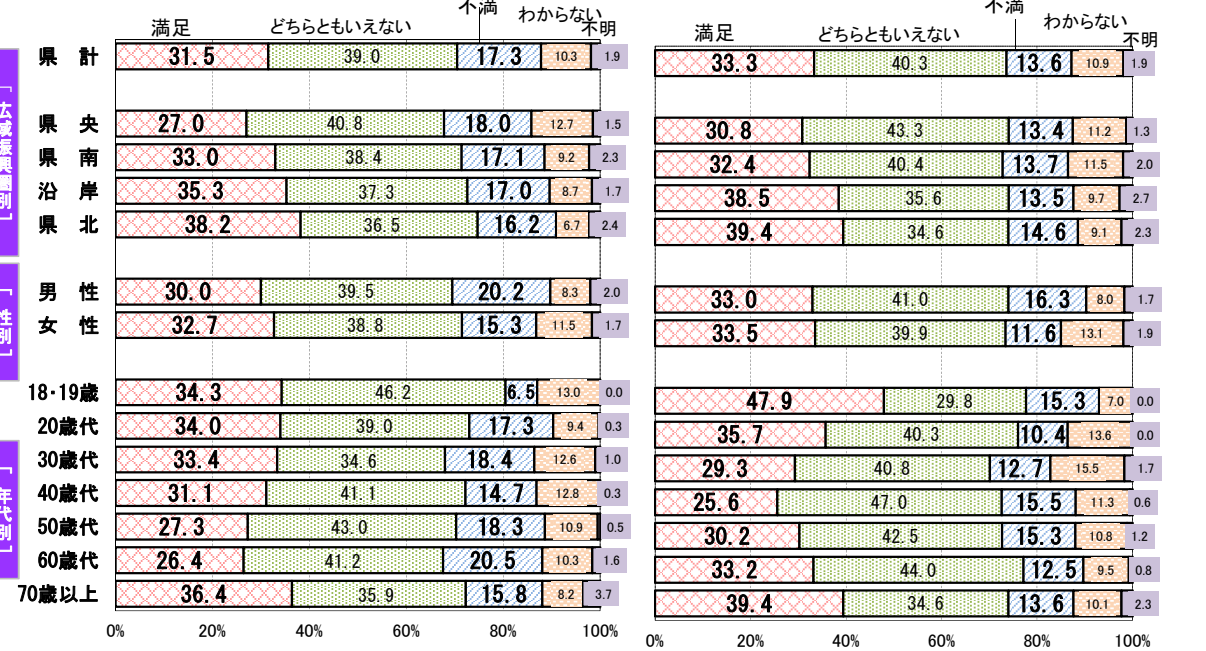 満足 どちらともいえない 不満 わからない 不明 満足 どちらともいえない 不満 わからない 不明
県 計 31.5 39.0 17.3 10.3 1.9 33.3 40.3 13.6 10.9 1.9
[ 広域振興圏別 ]
県 央 27.0 40.8 18.0 12.7 1.5 30.8 43.3 13.4 11.2 1.3
県 南 33.0 38.4 17.1 9.2 2.3 32.4 40.4 13.7 11.5 2.0
沿 岸 35.3 37.3 17.0 8.7 1.7 38.5 35.6 13.5 9.7 2.7
県 北 38.2 36.5 16.2 6.7 2.4 39.4 34.6 14.6 9.1 2.3
[ 性別 ]
男 性 30.0 39.5 20.2 8.3 2.0 33.0 41.0 16.3 8.0 1.7
女 性 32.7 38.8 15.3 11.5 1.7 33.5 39.9 11.6 13.1 1.9
[ 年代別 ]
18・19歳 34.3 46.2 6.5 13.0 0.0 47.9 29.8 15.3 7.0 0.0
20歳代 34.0 39.0 17.3 9.4 0.3 35.7 40.3 10.4 13.6 0.0
30歳代 33.4 34.6 18.4 12.6 1.0 29.3 40.8 12.7 15.5 1.7
40歳代 31.1 41.1 14.7 12.8 0.3 25.6 47.0 15.5 11.3 0.6
50歳代 27.3 43.0 18.3 10.9 0.5 30.2 42.5 15.3 10.8 1.2
60歳代 26.4 41.2 20.5 10.3 1.6 33.2 44.0 12.5 9.5 0.8
70歳以上 36.4 35.9 15.8 8.2 3.7 39.4 34.6 13.6 10.1 2.3
0% 20% 40% 60% 80% 100% 0% 20% 40% 60% 80% 100%